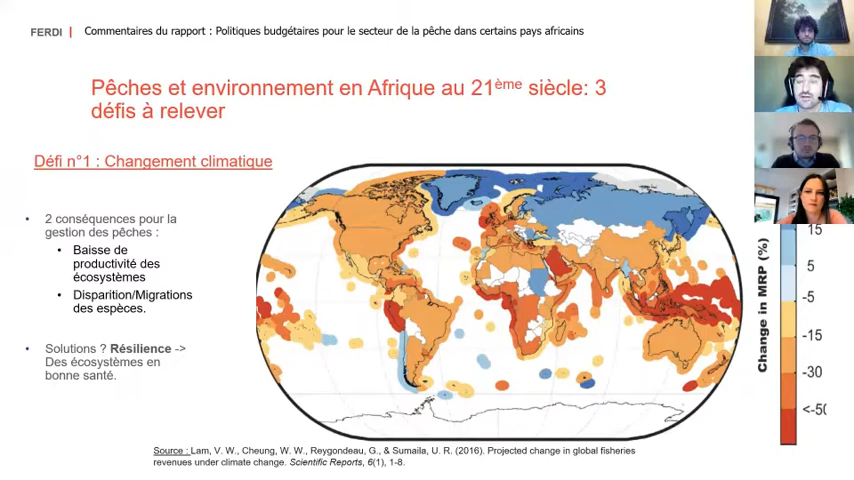 FERDI | Commentaires du rapport : Politiques budgétaires pour le secteur de la pêche dans certains pays africains
Pêches et environnement en Afrique au 21ème siècle: 3
défis à relever
Défi n°1 : Changement climatique
• 2 conséquences pour la
gestion des pêches :
• Baisse de
productivité des
écosystèmes
• Disparition/Migrations
des espèces.
• Solutions ? Résilience ->
Des écosystèmes en
bonne santé.
Change in MRP (%)
15
5
-5
-15
-30
<-50
Source : Lam, V. W., Cheung, W. W., Reygondeau, G., & Sumaila, U. R. (2016). Projected change in global fisheries
revenues under climate change. Scientific Reports, 6(1), 1-8.